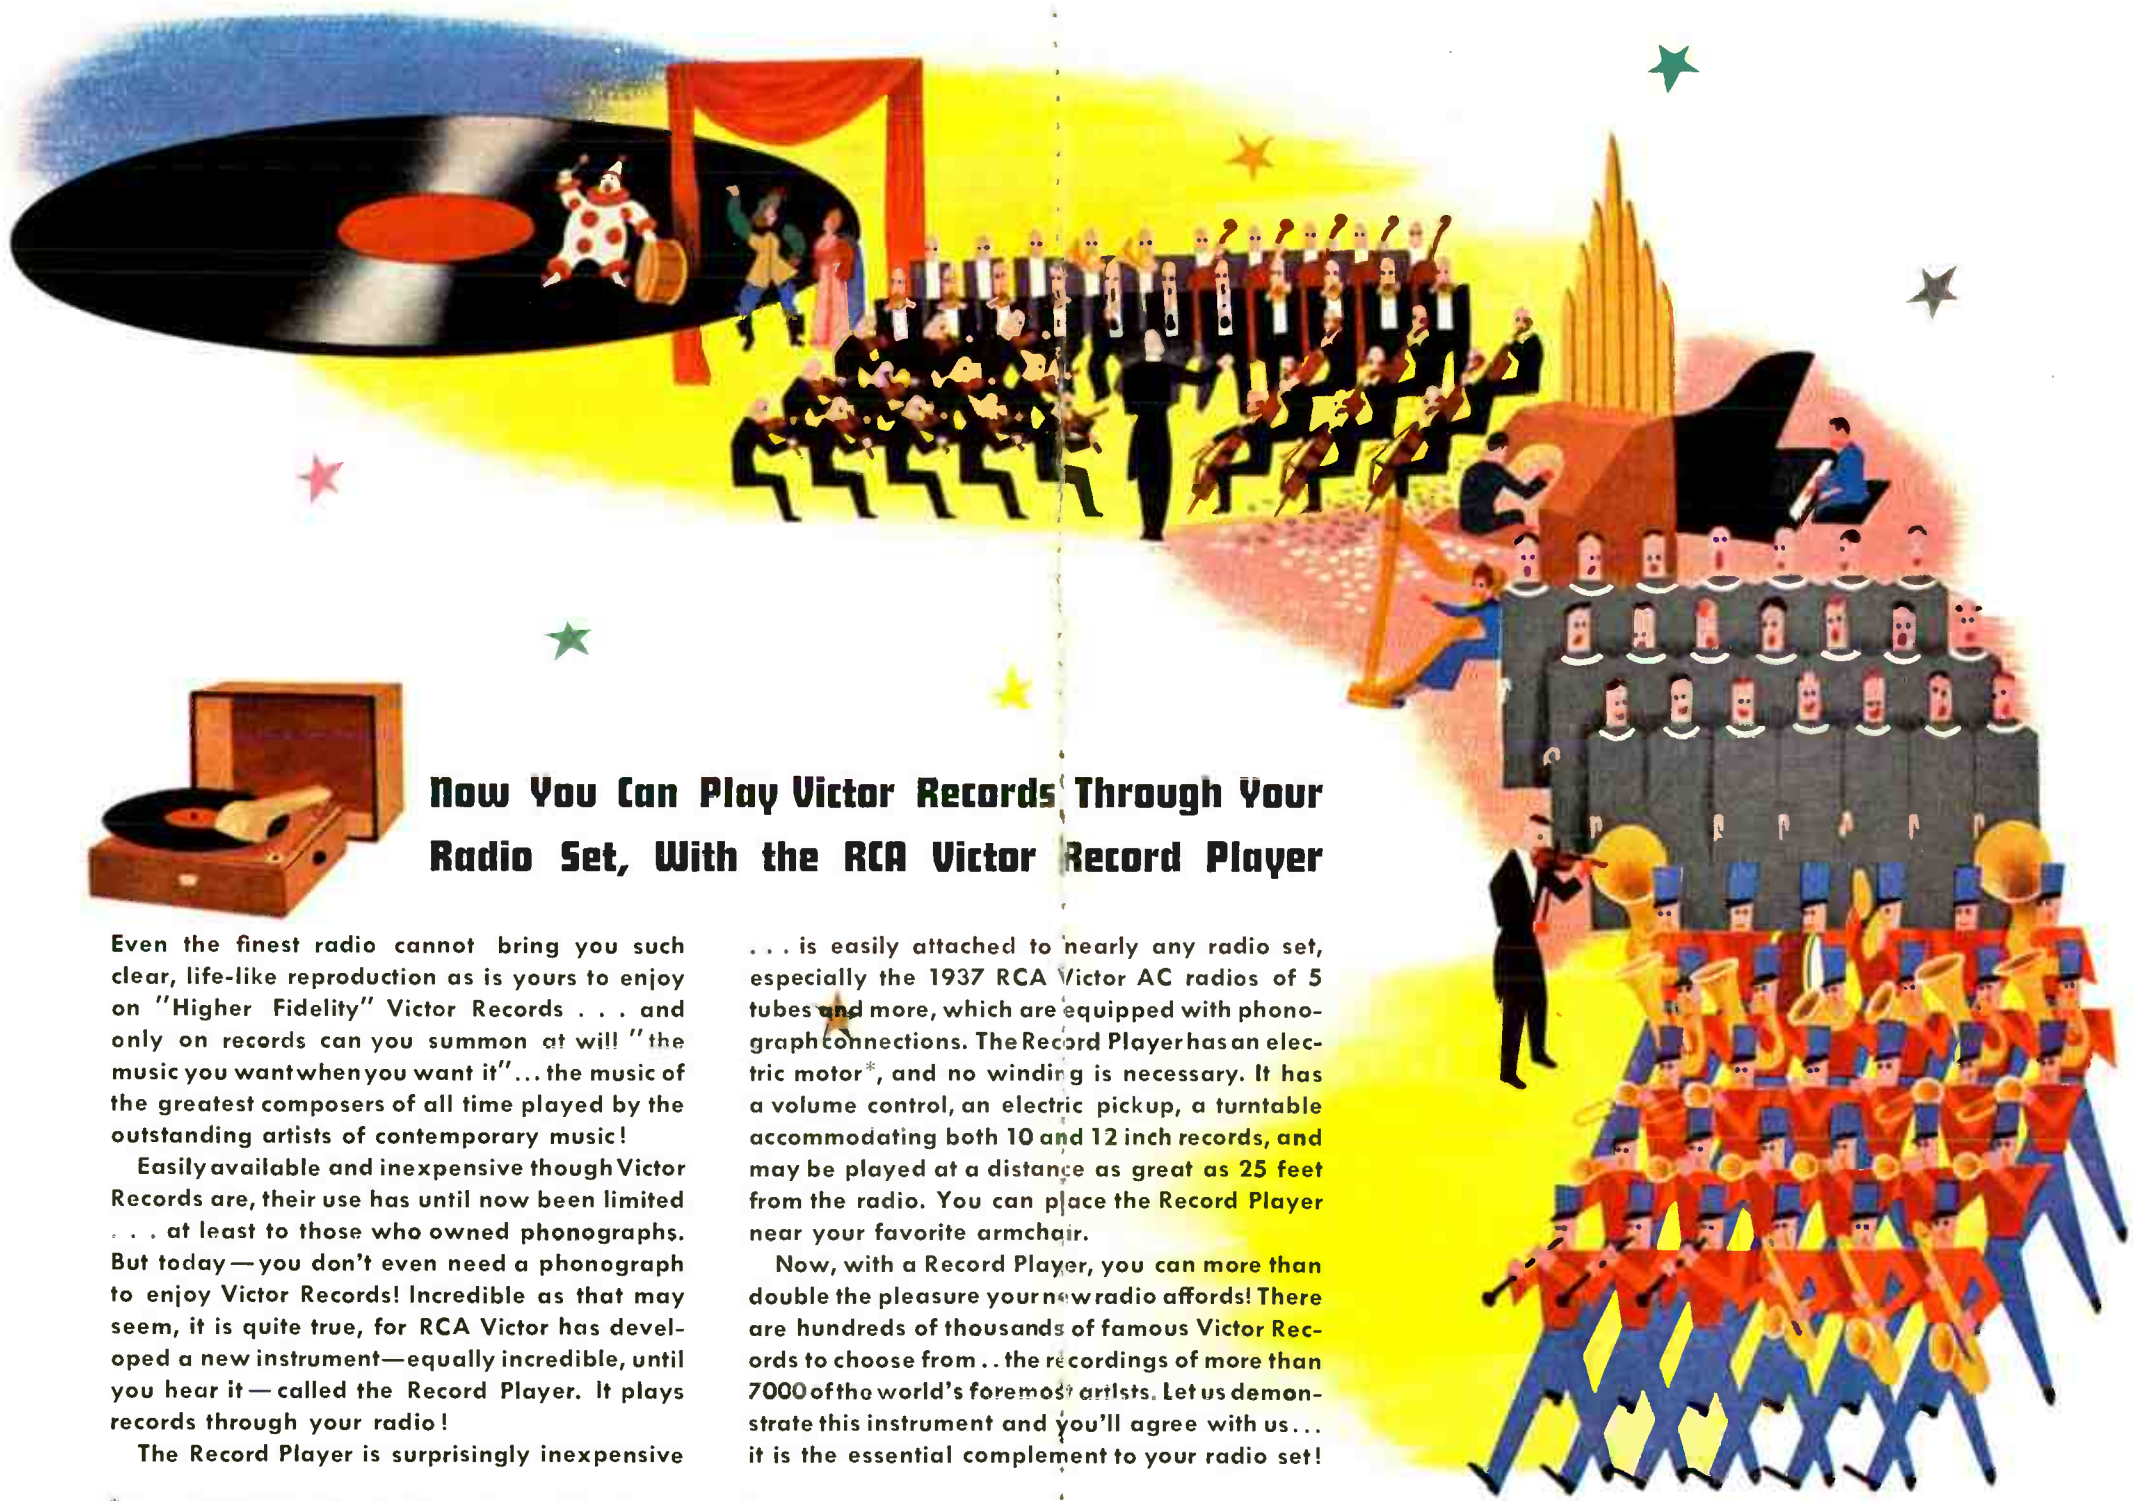 Now You Can Play Victor Records Through Your
Radio Set, With the RCA Victor Record Player
Even the finest radio cannot bring you such
clear, life-like reproduction as is yours to enjoy
on "Higher Fidelity" Victor Records . . . and
only on records can you summon at will "the
music you want when you want it"... the music of
the greatest composers of all time played by the
outstanding artists of contemporary music!
Easily available and inexpensive though Victor
Records are, their use has until now been limited
. . . at least to those who owned phonographs.
But today—you don't even need a phonograph
to enjoy Victor Records! Incredible as that may
seem, it is quite true, for RCA Victor has devel-
oped a new instrument—equally incredible, until
you hear it—called the Record Player. It plays
records through your radio!
The Record Player is surprisingly inexpensive
. . . is easily attached to nearly any radio set,
especially the 1937 RCA Victor AC radios of 5
tubes and more, which are equipped with phono-
graph connections. The Record Player has an elec-
tric motor*, and no winding is necessary. It has
a volume control, an electric pickup, a turntable
accommodating both 10 and 12 inch records, and
may be played at a distance as great as 25 feet
from the radio. You can place the Record Player
near your favorite armchair.
Now, with a Record Player, you can more than
double the pleasure your new radio affords! There
are hundreds of thousands of famous Victor Rec-
ords to choose from . . the recordings of more than
7000 of the world's foremost artists. Let us demon-
strate this instrument and you'll agree with us...
it is the essential complement to your radio set!